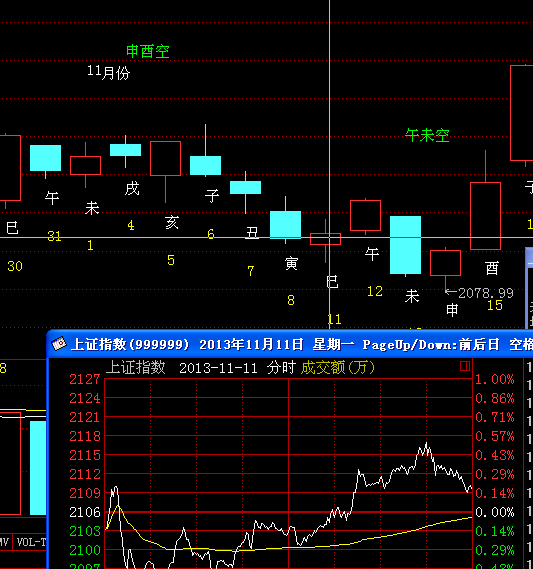 申酉空
11月份
午未空
午
未
戌
亥
子
丑
寅
巳
巳
午
未
申
酉
子
30
31
1
4
5
6
7
8
11
12
15
←2078.99
上证指数(999999) 2013年11月11日 星期一 PageUp/Down:前后日 空格
上证指数 2013-11-11 分时 成交额(万)
2127 1.00%
2124 0.86%
2121 0.71%
2118 0.57%
2115 0.43%
2112 0.29%
2109 0.14%
2106 0.00%
2103 0.14%
2100 0.29%
2097 0.43%
VOL-T